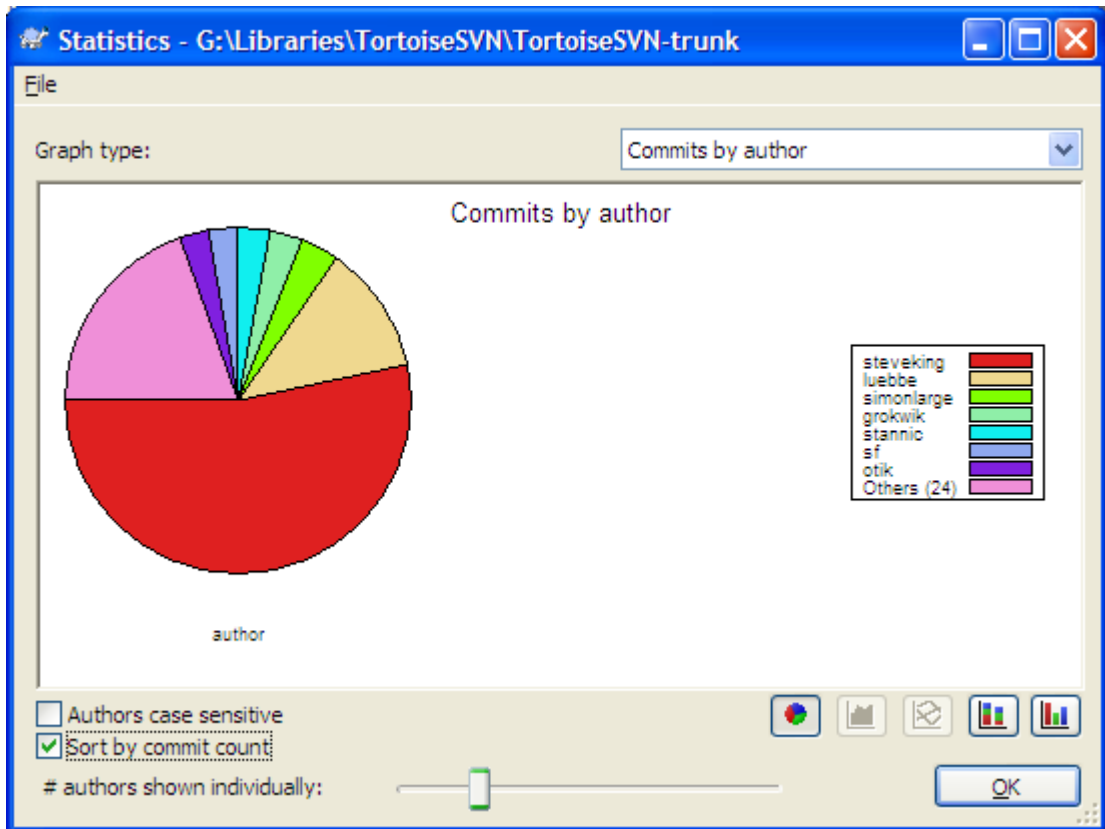 Statistics - G:\Libraries\TortoiseSVN\TortoiseSVN-trunk
File
Graph type:
Commits by author
Commits by author
steveking
luebbe
simonlarge
grokwik
stannic
sf
otik
Others (24)
author
Authors case sensitive
Sort by commit count
# authors shown individually:
OK